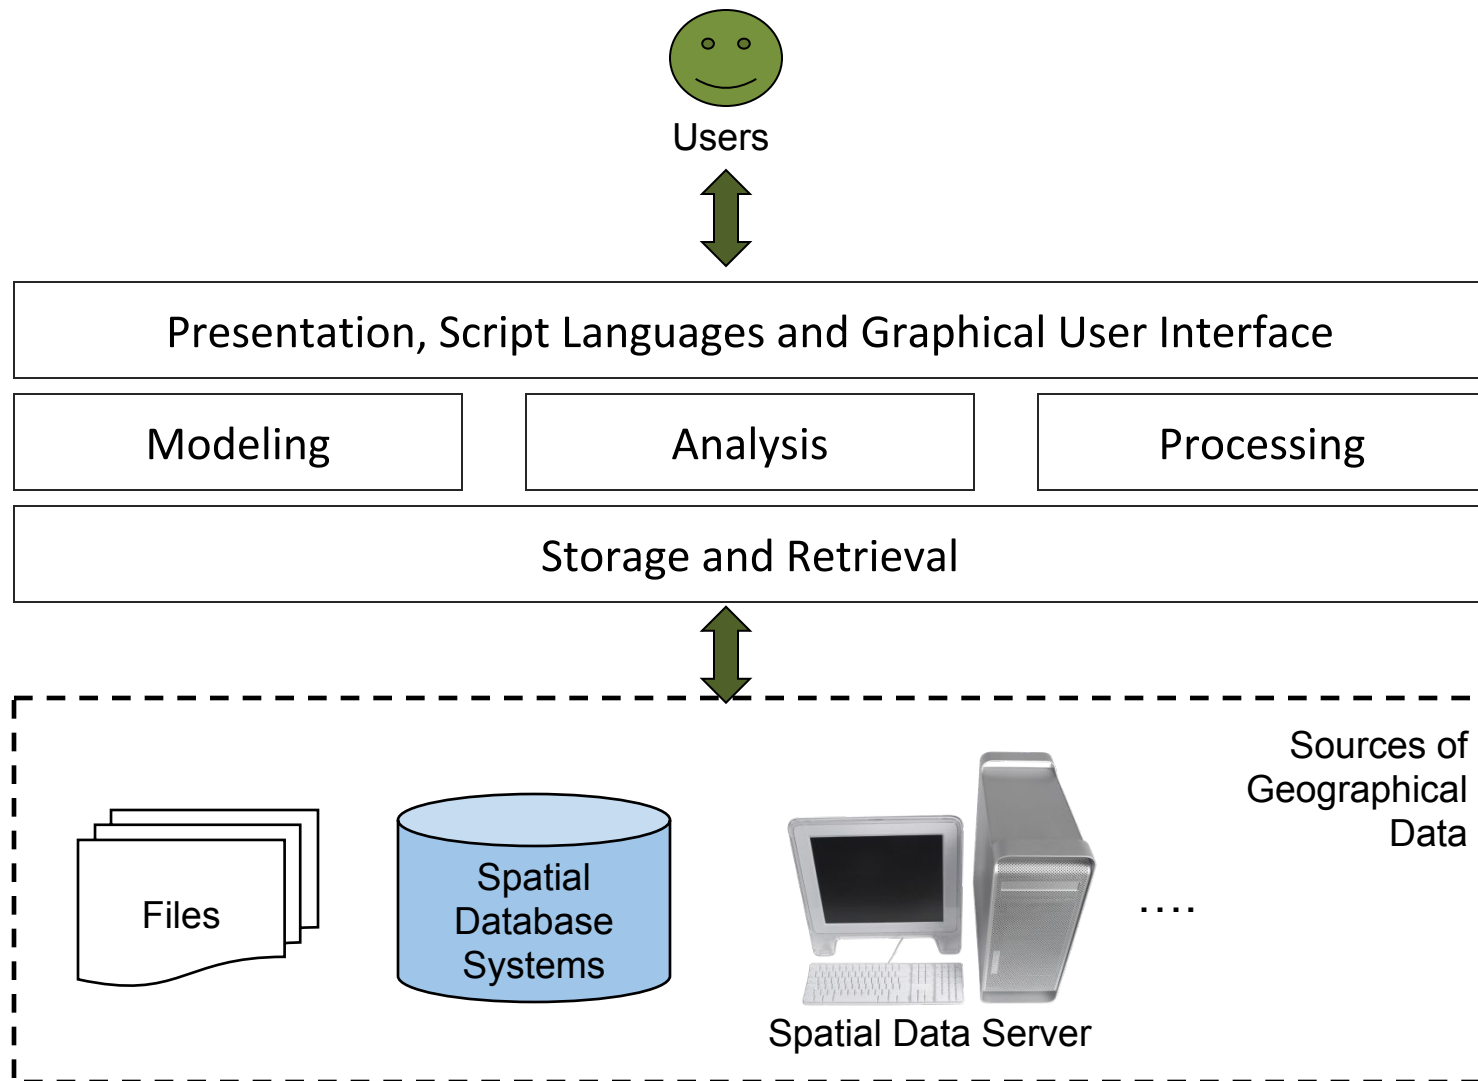 Users
Presentation, Script Languages and Graphical User Interface
Modeling
Analysis
Processing
Storage and Retrieval
Sources of
Geographical
Data
Files
Spatial
Database
Systems
....
Spatial Data Server